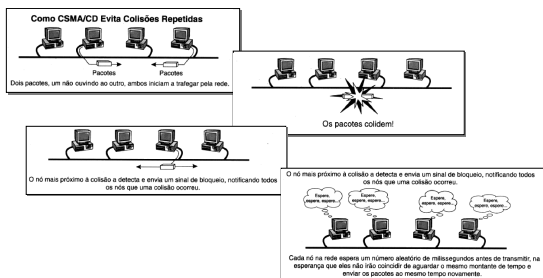 Como CSMA/CD Evita Colisões Repetidas
Pacotes Pacotes
Dois pacotes, um não ouvindo ao outro, ambos iniciam a trafegar pela rede.
Os pacotes colidem!
O nó mais próximo à colisão a detecta e envia um sinal de bloqueio, notificando todos
os nós que uma colisão ocorreu.
O nó mais próximo à colisão a detecta e envia um sinal de bloqueio, notificando todos
os nós que uma colisão ocorreu.
Espere,
espere, espere...
Espere,
espere, espere...
Espere,
espere, espere...
Espere,
espere, espere...
Cada nó na rede espera um número aleatório de milissegundos antes de transmitir, na
esperança que eles não irão coincidir de aguardar o mesmo montante de tempo e
enviar os pacotes ao mesmo tempo novamente.